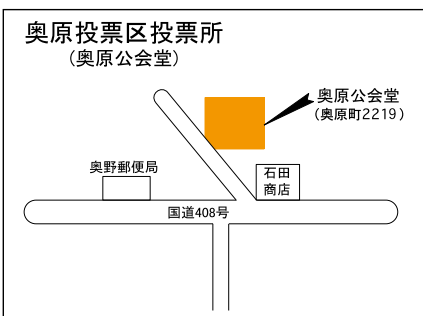 奥原投票区投票所
（奥原公会堂）
奥原公会堂
（奥原町2219）
奥野郵便局
石田
商店
国道408号